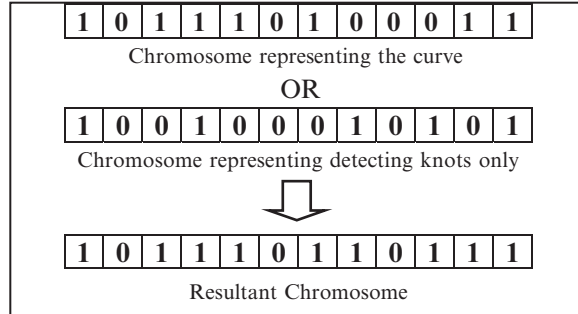 1 0 1 1 1 0 1 0 0 0 1 1
Chromosome representing the curve
OR
1 0 0 1 0 0 0 1 0 1 0 1
Chromosome representing detecting knots only
1 0 1 1 1 0 1 1 0 1 1 1
Resultant Chromosome